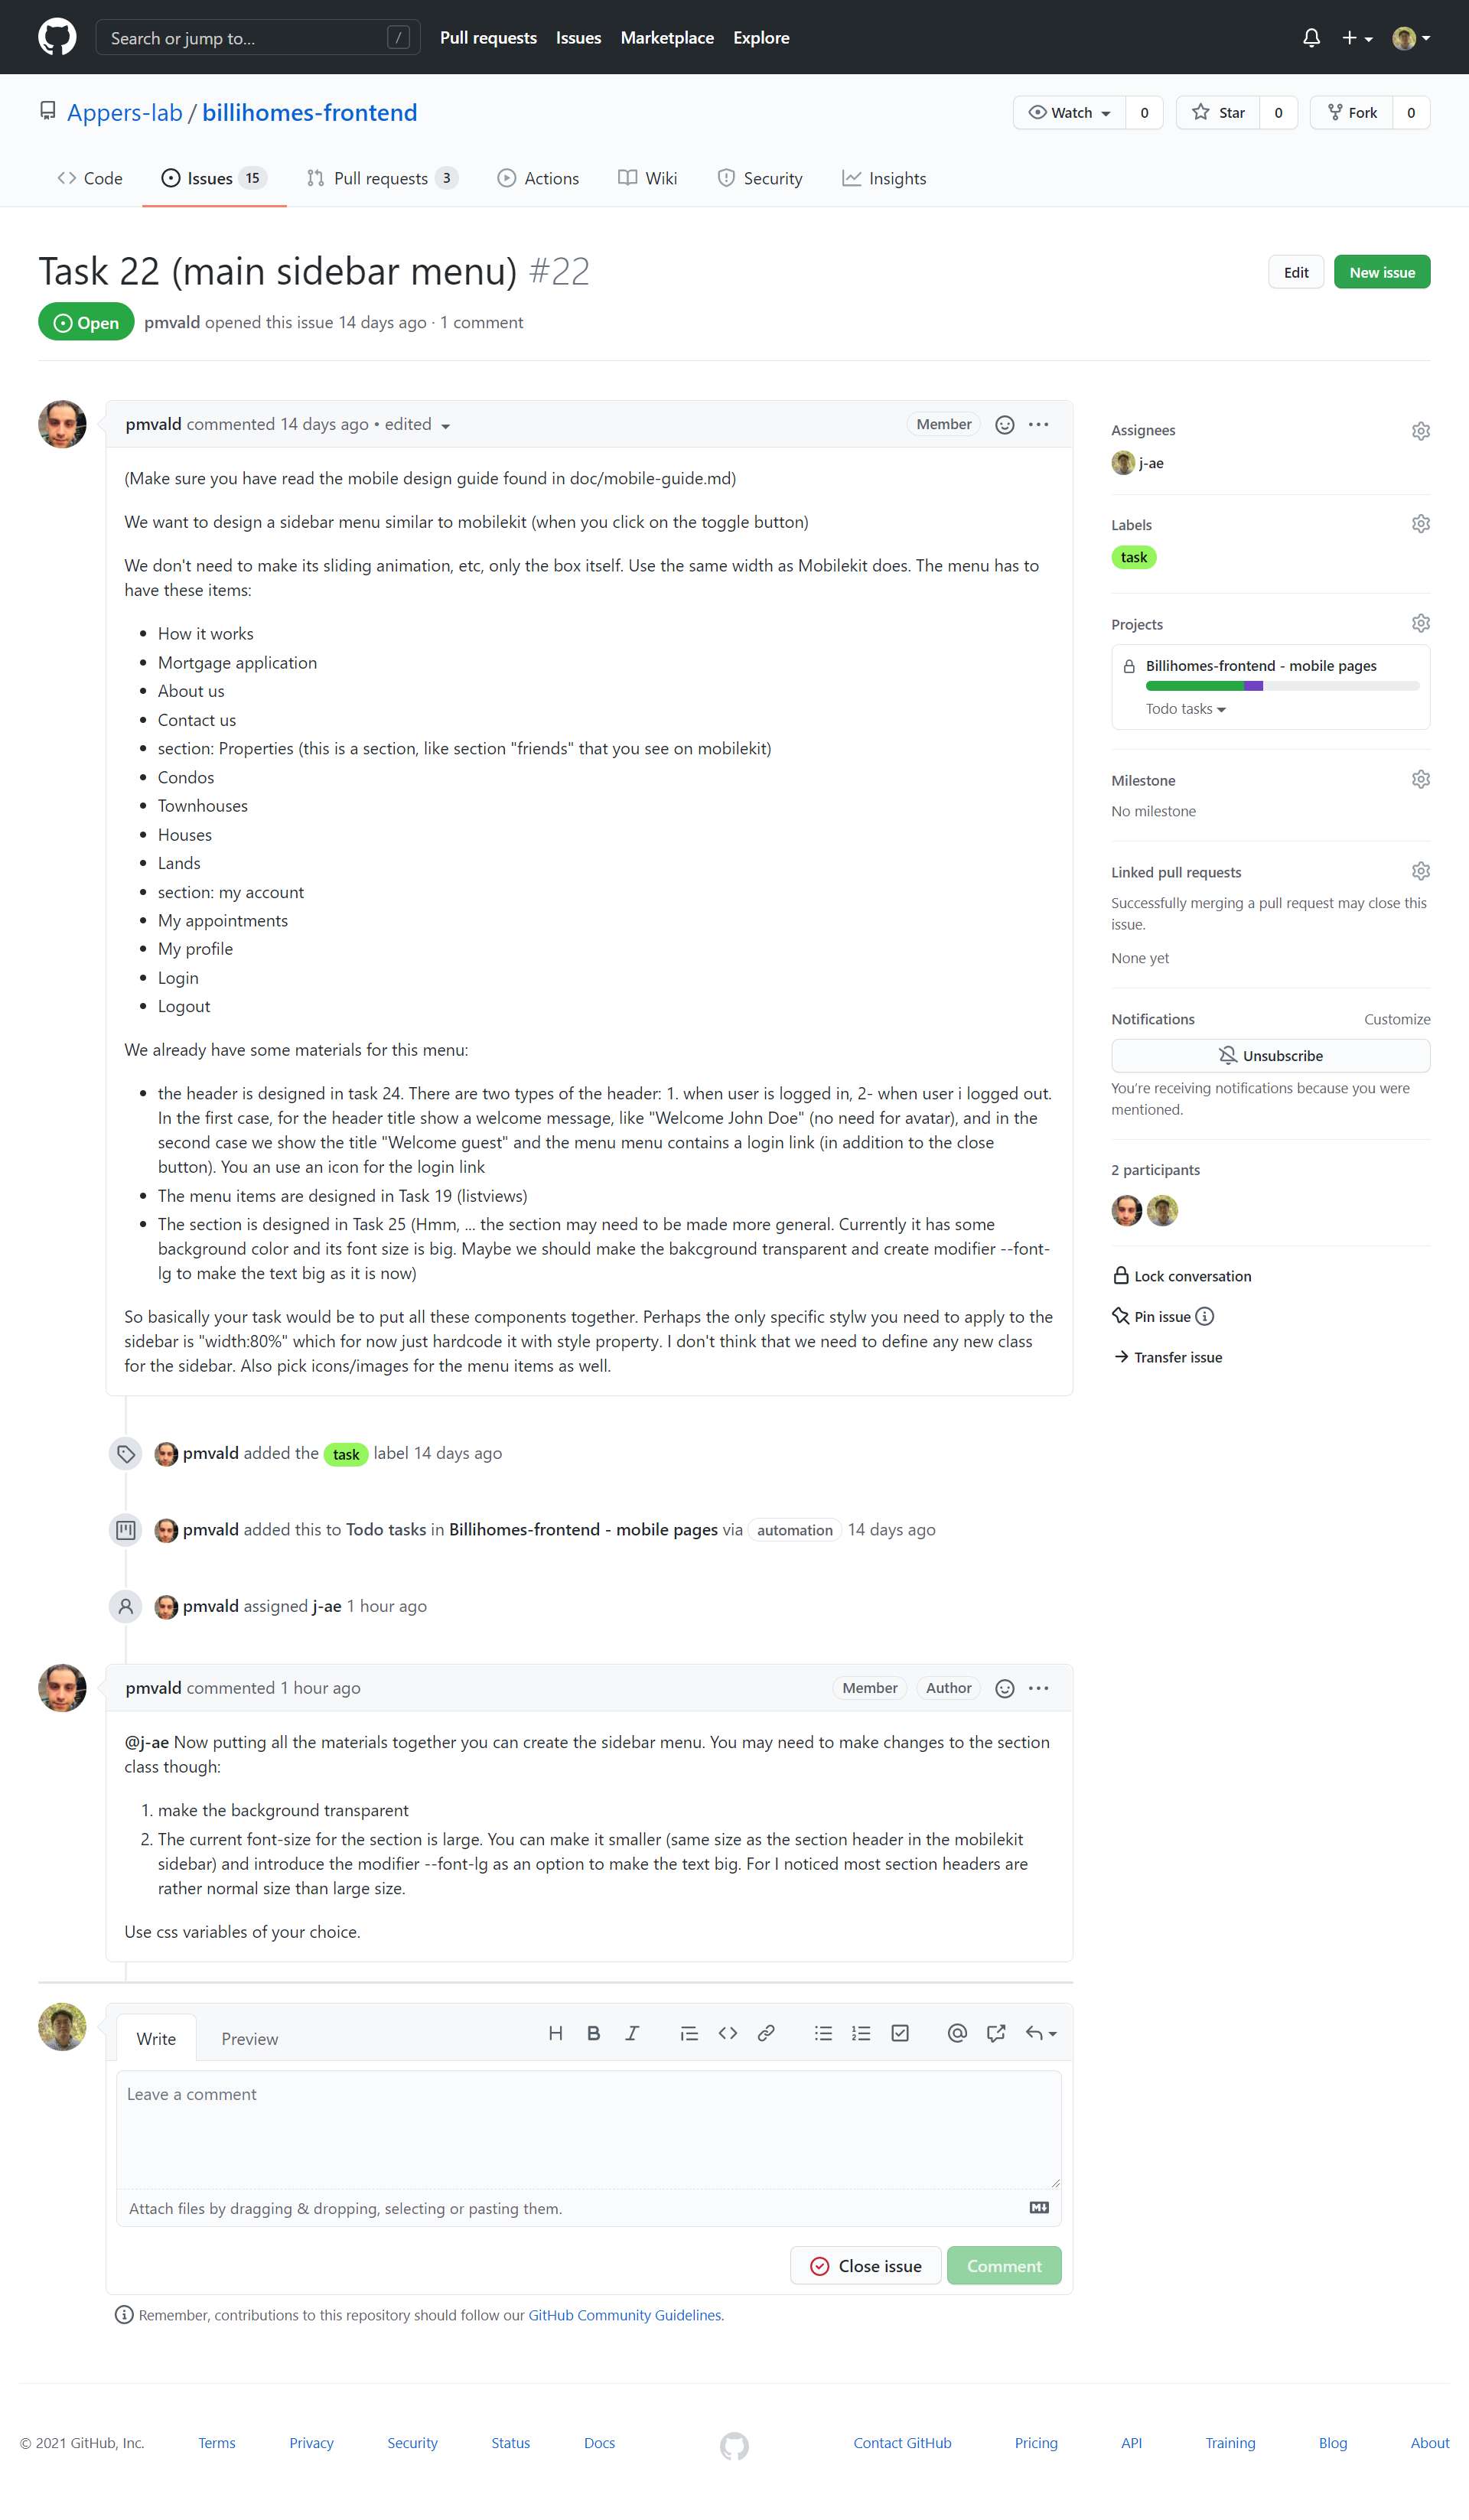 Search or jump to...
/
Pull requests Issues Marketplace Explore
Appers-lab / billihomes-frontend
Watch 0
Star 0
Fork 0
Code
Issues 15
Pull requests 3
Actions
Wiki
Security
Insights
Task 22 (main sidebar menu) #22
Edit
New issue
Open
pmvald opened this issue 14 days ago · 1 comment
pmvald commented 14 days ago • edited
Member
(Make sure you have read the mobile design guide found in doc/mobile-guide.md)
We want to design a sidebar menu similar to mobilekit (when you click on the toggle button)
We don't need to make its sliding animation, etc, only the box itself. Use the same width as Mobilekit does. The menu has to
have these items:
• How it works
• Mortgage application
• About us
• Contact us
• section: Properties (this is a section, like section "friends" that you see on mobilekit)
• Condos
• Townhouses
• Houses
• Lands
• section: my account
• My appointments
• My profile
• Login
• Logout
We already have some materials for this menu:
• the header is designed in task 24. There are two types of the header: 1. when user is logged in, 2- when user i logged out.
In the first case, for the header title show a welcome message, like "Welcome John Doe" (no need for avatar), and in the
second case we show the title "Welcome guest" and the menu menu contains a login link (in addition to the close
button). You an use an icon for the login link
• The menu items are designed in Task 19 (listviews)
• The section is designed in Task 25 (Hmm, ... the section may need to be made more general. Currently it has some
background color and its font size is big. Maybe we should make the bakcground transparent and create modifier --font-
lg to make the text big as it is now)
So basically your task would be to put all these components together. Perhaps the only specific stylw you need to apply to the
sidebar is "width:80%" which for now just hardcode it with style property. I don't think that we need to define any new class
for the sidebar. Also pick icons/images for the menu items as well.
pmvald added the task label 14 days ago
pmvald added this to Todo tasks in Billihomes-frontend - mobile pages via automation 14 days ago
pmvald assigned j-ae 1 hour ago
pmvald commented 1 hour ago
Member
Author
@j-ae Now putting all the materials together you can create the sidebar menu. You may need to make changes to the section
class though:
1. make the background transparent
2. The current font-size for the section is large. You can make it smaller (same size as the section header in the mobilekit
sidebar) and introduce the modifier --font-lg as an option to make the text big. For I noticed most section headers are
rather normal size than large size.
Use css variables of your choice.
Write
Preview
Leave a comment
Attach files by dragging & dropping, selecting or pasting them.
Close issue
Comment
Remember, contributions to this repository should follow our GitHub Community Guidelines.
Assignees
j-ae
Labels
task
Projects
Billihomes-frontend - mobile pages
Todo tasks
Milestone
No milestone
Linked pull requests
Successfully merging a pull request may close this
issue.
None yet
Notifications
Customize
Unsubscribe
You're receiving notifications because you were
mentioned.
2 participants
Lock conversation
Pin issue
Transfer issue
© 2021 GitHub, Inc.
Terms
Privacy
Security
Status
Docs
Contact GitHub
Pricing
API
Training
Blog
About